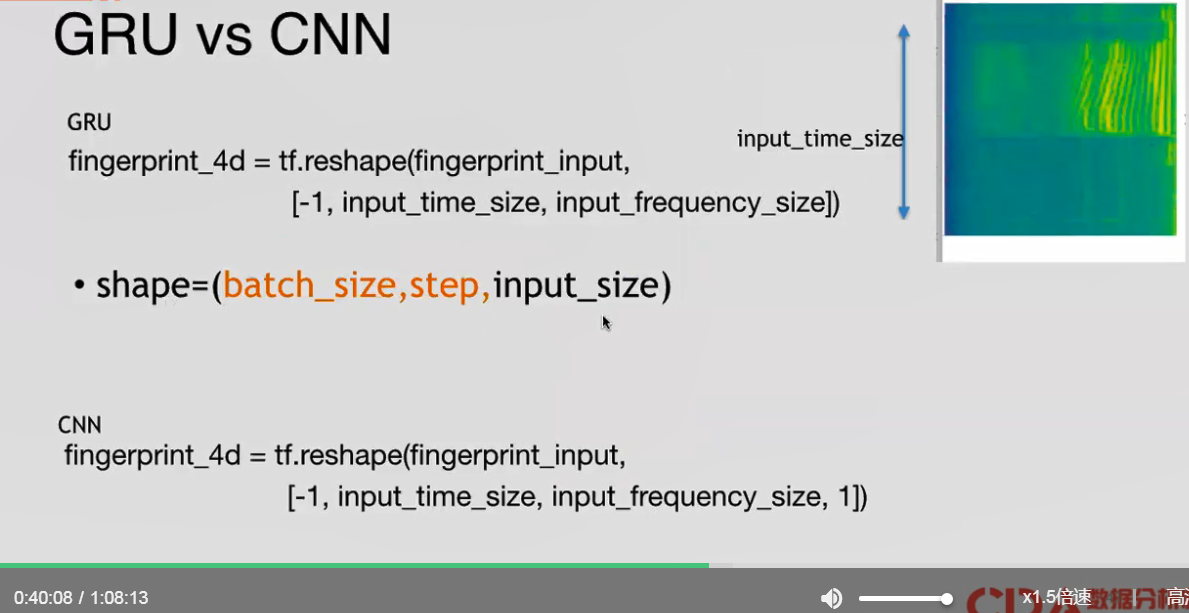 GRU vs CNN
GRU
fingerprint_4d = tf.reshape(fingerprint_input,
[-1, input_time_size, input_frequency_size])
input_time_size
• shape=(batch_size,step,input_size)
CNN
fingerprint_4d = tf.reshape(fingerprint_input,
[-1, input_time_size, input_frequency_size, 1])
0:40:08 / 1:08:13
x1.5倍速
数据分析